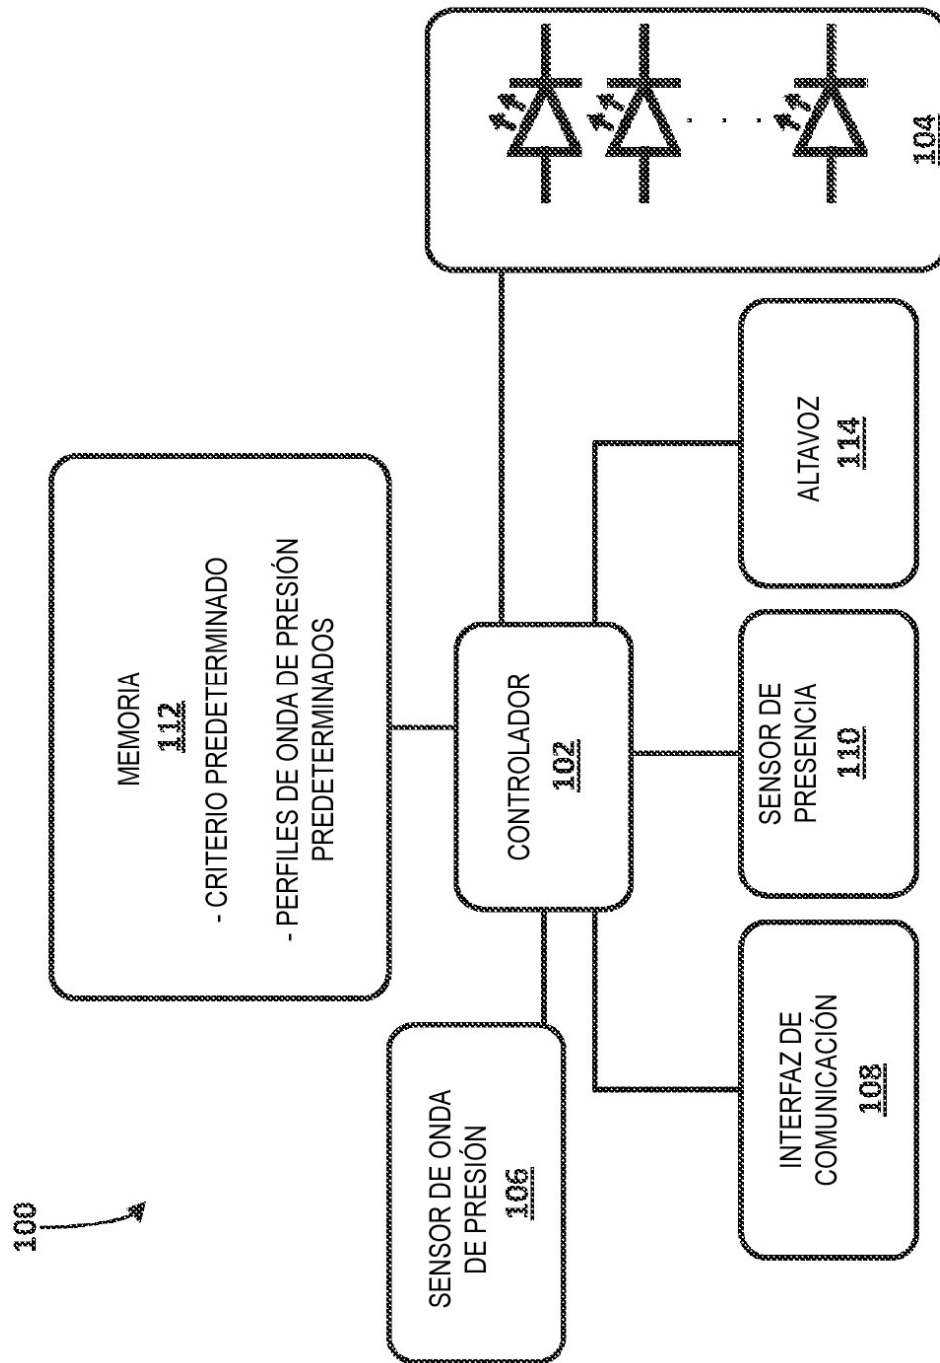 100
MEMORIA
112
- CRITERIO PREDETERMINADO
- PERFILES DE ONDA DE PRESIÓN
PREDETERMINADOS
SENSOR DE ONDA
DE PRESIÓN
106
CONTROLADOR
102
INTERFAZ DE
COMUNICACIÓN
108
SENSOR DE
PRESENCIA
110
ALTAVOZ
114
104